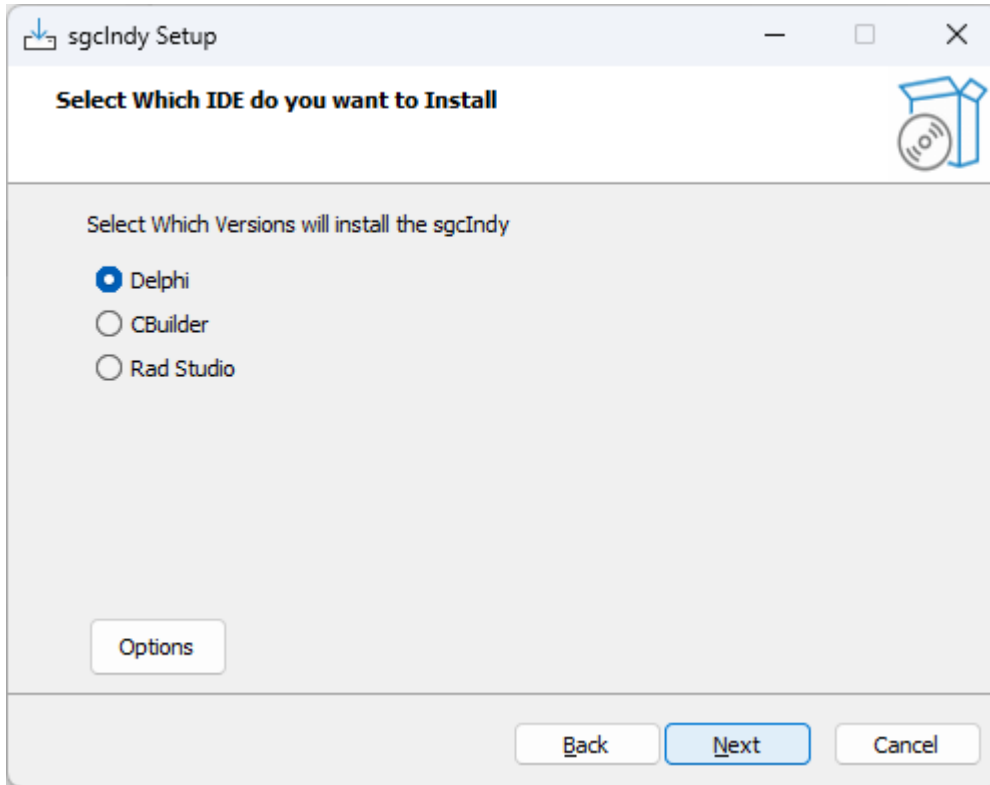 sgcIndy Setup
Select Which IDE do you want to Install
Select Which Versions will install the sgcIndy
Delphi
CBuilder
Rad Studio
Options
Back
Next
Cancel